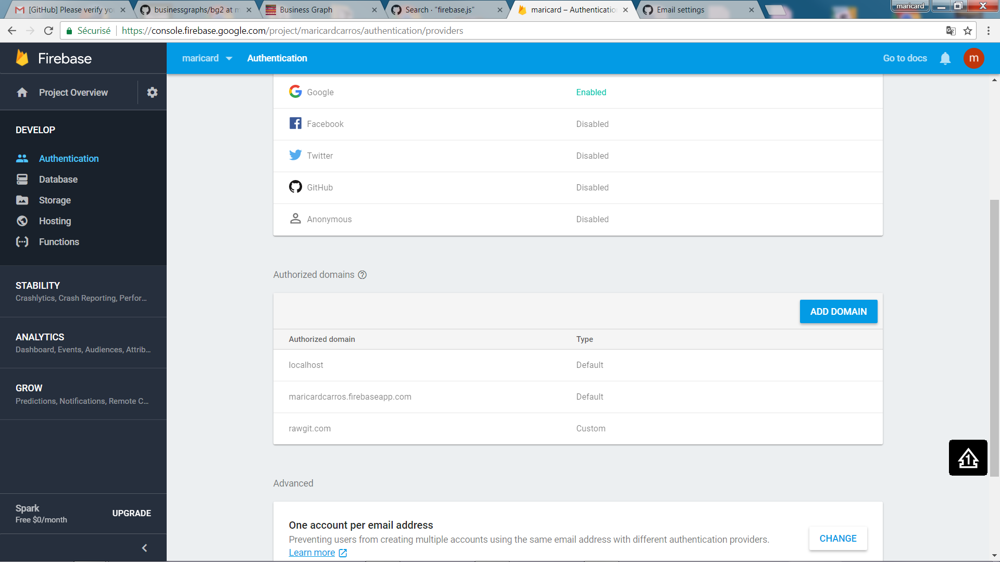 [GitHub] Please verify yo
businessgraphs/bg2 at m
Business Graph
Search · "firebase.js"
maricard – Authenticatio
Email settings
maricard
Sécurisé
https://console.firebase.google.com/project/maricardcarros/authentication/providers
Firebase
maricard
Authentication
Go to docs
m
Project Overview
Google
Enabled
Facebook
Disabled
DEVELOP
Authentication
Twitter
Disabled
Database
GitHub
Disabled
Storage
Hosting
Anonymous
Disabled
Functions
Authorized domains
STABILITY
Crashlytics, Crash Reporting, Perfor...
ADD DOMAIN
ANALYTICS
Dashboard, Events, Audiences, Attrib...
Authorized domain
Type
localhost
Default
GROW
Predictions, Notifications, Remote C...
maricardcarros.firebaseapp.com
Default
rawgit.com
Custom
1
Advanced
Spark
Free $0/month
UPGRADE
One account per email address
Preventing users from creating multiple accounts using the same email address with different authentication providers.
Learn more
CHANGE